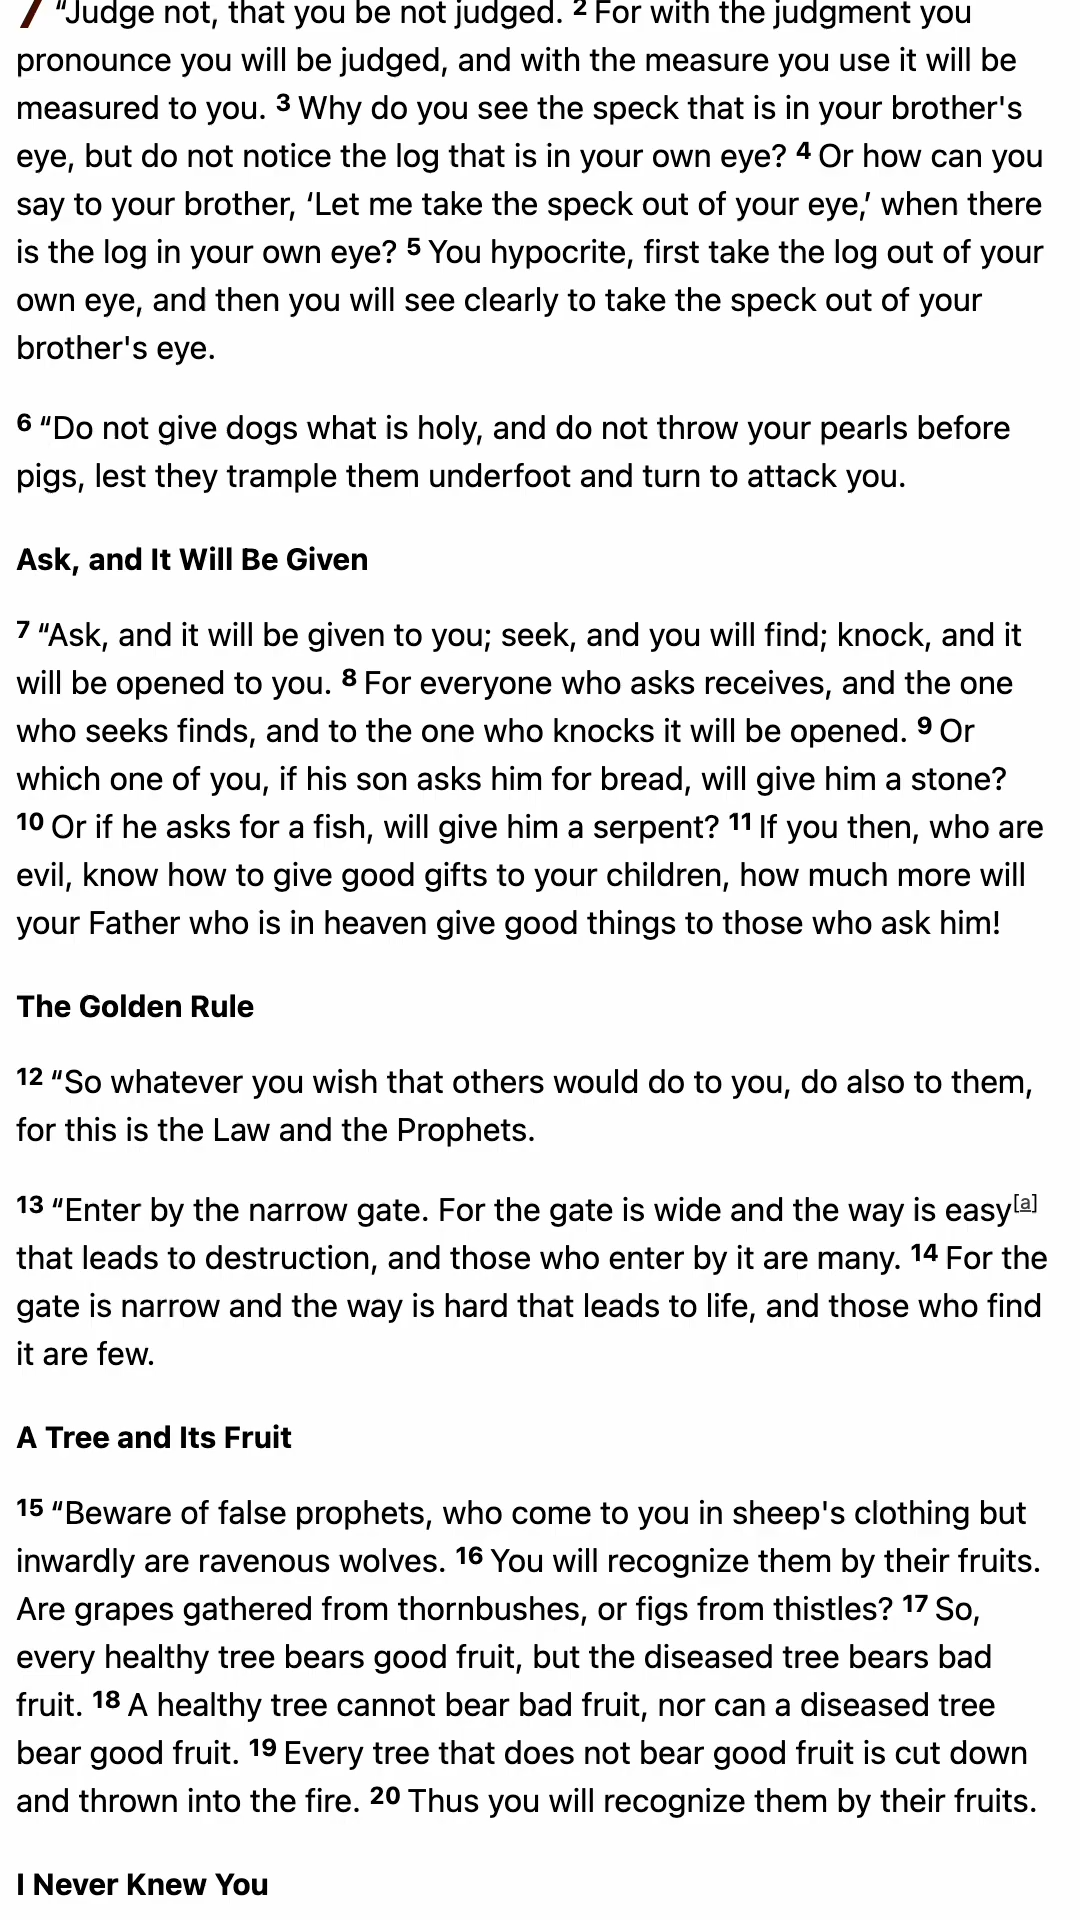 7 “Judge not, that you be not judged. 2 For with the judgment you
pronounce you will be judged, and with the measure you use it will be
measured to you. 3 Why do you see the speck that is in your brother's
eye, but do not notice the log that is in your own eye? 4 Or how can you
say to your brother, ‘Let me take the speck out of your eye,’ when there
is the log in your own eye? 5 You hypocrite, first take the log out of your
own eye, and then you will see clearly to take the speck out of your
brother's eye.
6 “Do not give dogs what is holy, and do not throw your pearls before
pigs, lest they trample them underfoot and turn to attack you.
Ask, and It Will Be Given
7 “Ask, and it will be given to you; seek, and you will find; knock, and it
will be opened to you. 8 For everyone who asks receives, and the one
who seeks finds, and to the one who knocks it will be opened. 9 Or
which one of you, if his son asks him for bread, will give him a stone?
10 Or if he asks for a fish, will give him a serpent? 11 If you then, who are
evil, know how to give good gifts to your children, how much more will
your Father who is in heaven give good things to those who ask him!
The Golden Rule
12 “So whatever you wish that others would do to you, do also to them,
for this is the Law and the Prophets.
13 “Enter by the narrow gate. For the gate is wide and the way is easy[a]
that leads to destruction, and those who enter by it are many. 14 For the
gate is narrow and the way is hard that leads to life, and those who find
it are few.
A Tree and Its Fruit
15 “Beware of false prophets, who come to you in sheep's clothing but
inwardly are ravenous wolves. 16 You will recognize them by their fruits.
Are grapes gathered from thornbushes, or figs from thistles? 17 So,
every healthy tree bears good fruit, but the diseased tree bears bad
fruit. 18 A healthy tree cannot bear bad fruit, nor can a diseased tree
bear good fruit. 19 Every tree that does not bear good fruit is cut down
and thrown into the fire. 20 Thus you will recognize them by their fruits.
I Never Knew You